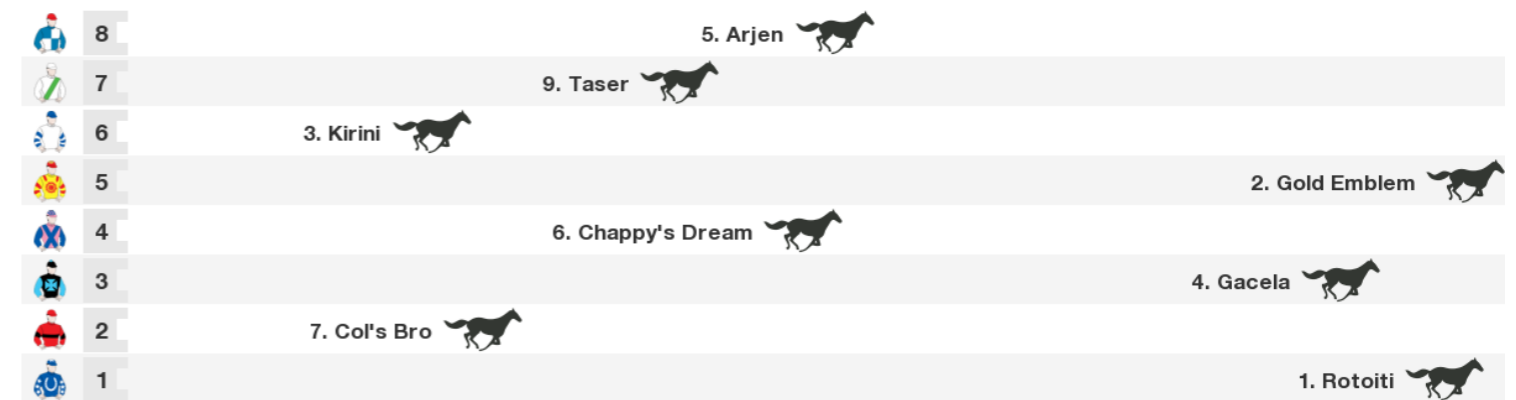 8 5. Arjen
7 9. Taser
6 3. Kirini
5 2. Gold Emblem
4 6. Chappy's Dream
3 4. Gacela
2 7. Col's Bro
1 1. Rotoiti